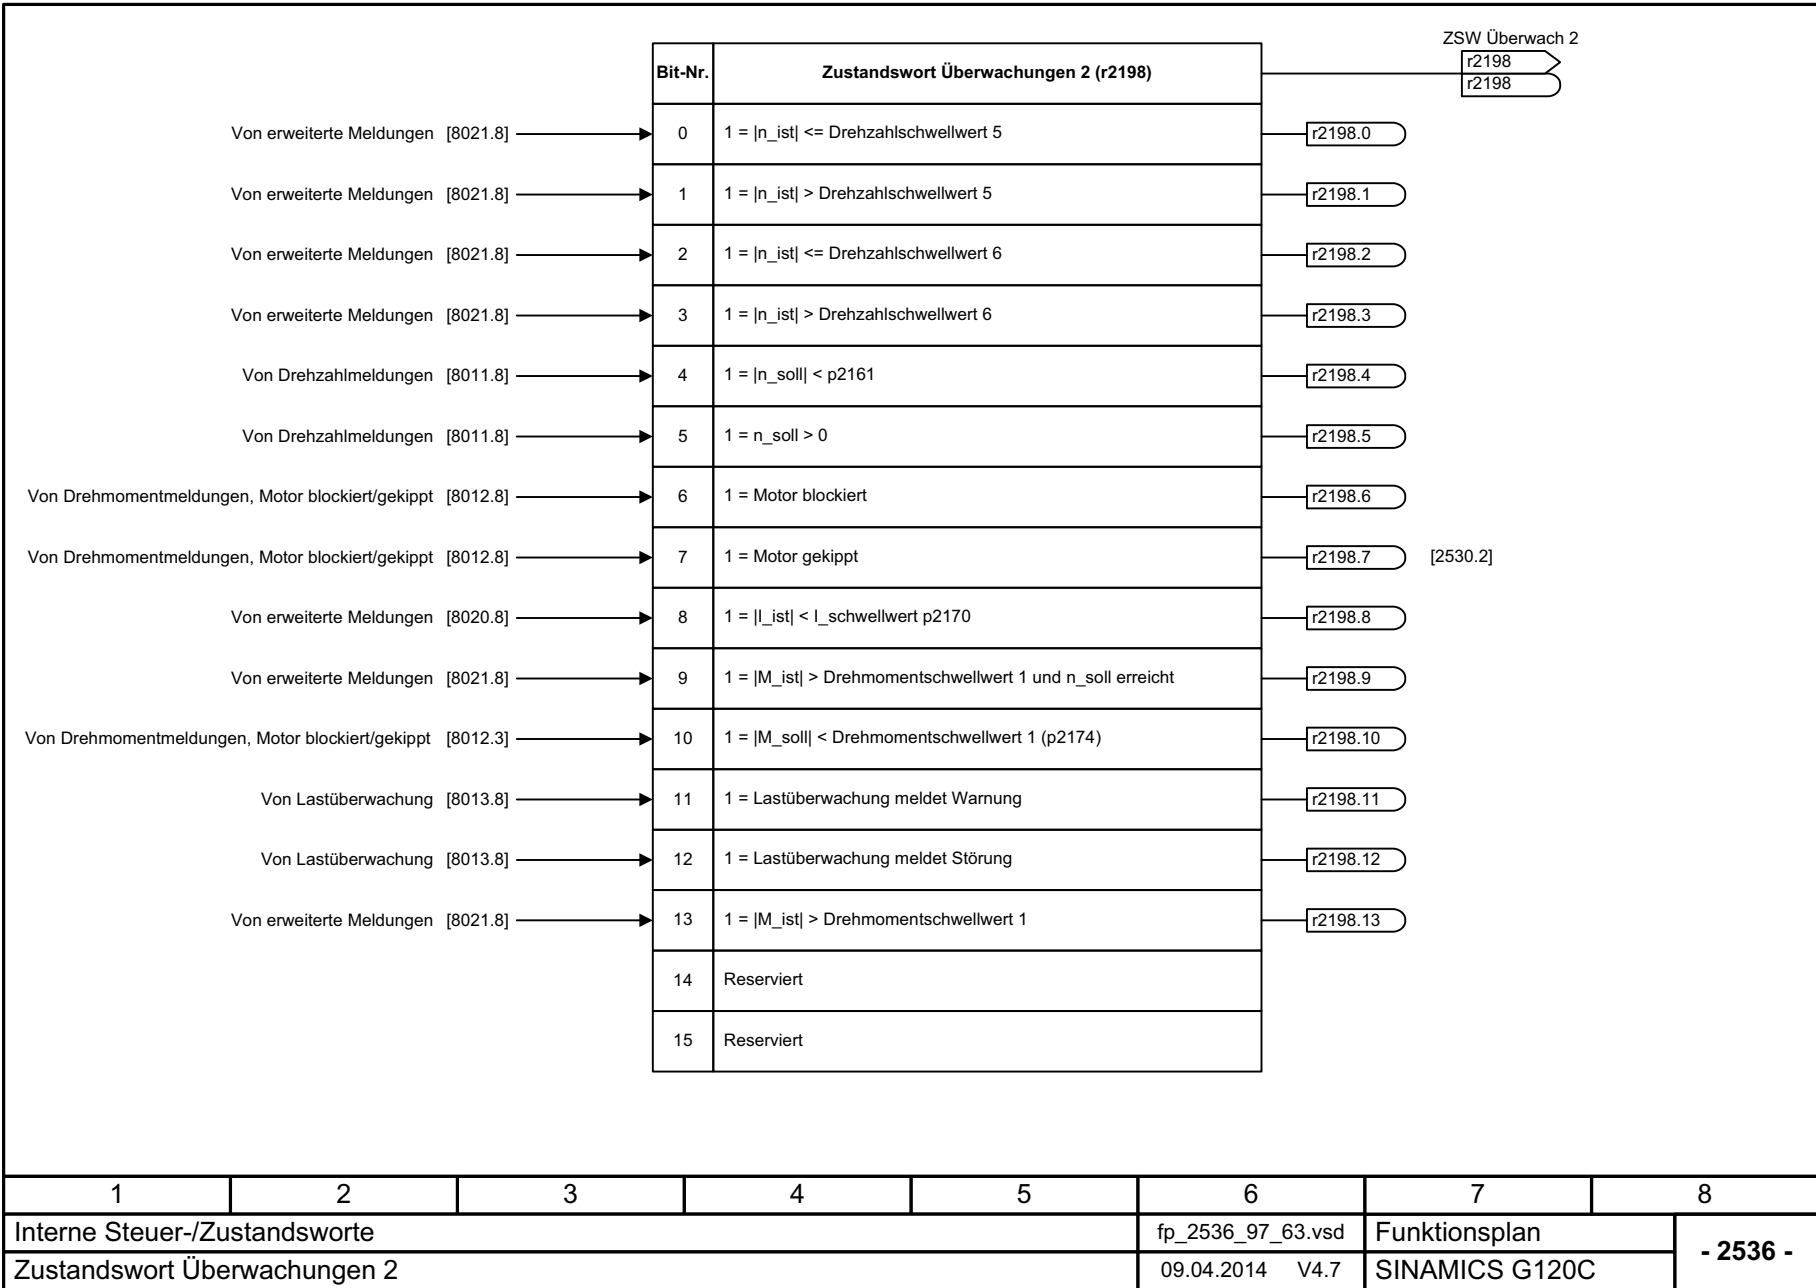 ZSW Überwach 2
Bit-Nr. Zustandswort Überwachungen 2 (r2198) r2198
r2198
Von erweiterte Meldungen [8021.8] 0 1 = |n_ist| <= Drehzahlschwellwert 5 r2198.0
Von erweiterte Meldungen [8021.8] 1 1 = |n_ist| > Drehzahlschwellwert 5 r2198.1
Von erweiterte Meldungen [8021.8] 2 1 = |n_ist| <= Drehzahlschwellwert 6 r2198.2
Von erweiterte Meldungen [8021.8] 3 1 = |n_ist| > Drehzahlschwellwert 6 r2198.3
Von Drehzahlmeldungen [8011.8] 4 1 = |n_soll| < p2161 r2198.4
Von Drehzahlmeldungen [8011.8] 5 1 = n_soll > 0 r2198.5
Von Drehmomentmeldungen, Motor blockiert/gekippt [8012.8] 6 1 = Motor blockiert r2198.6
Von Drehmomentmeldungen, Motor blockiert/gekippt [8012.8] 7 1 = Motor gekippt r2198.7 [2530.2]
Von erweiterte Meldungen [8020.8] 8 1 = |I_ist| < I_schwellwert p2170 r2198.8
Von erweiterte Meldungen [8021.8] 9 1 = |M_ist| > Drehmomentschwellwert 1 und n_soll erreicht r2198.9
Von Drehmomentmeldungen, Motor blockiert/gekippt [8012.3] 10 1 = |M_soll| < Drehmomentschwellwert 1 (p2174) r2198.10
Von Lastüberwachung [8013.8] 11 1 = Lastüberwachung meldet Warnung r2198.11
Von Lastüberwachung [8013.8] 12 1 = Lastüberwachung meldet Störung r2198.12
Von erweiterte Meldungen [8021.8] 13 1 = |M_ist| > Drehmomentschwellwert 1 r2198.13
14 Reserviert
15 Reserviert
1 2 3 4 5 6 7 8
Interne Steuer-/Zustandsworte fp_2536_97_63.vsd Funktionsplan - 2536 -
Zustandswort Überwachungen 2 09.04.2014 V4.7 SINAMICS G120C